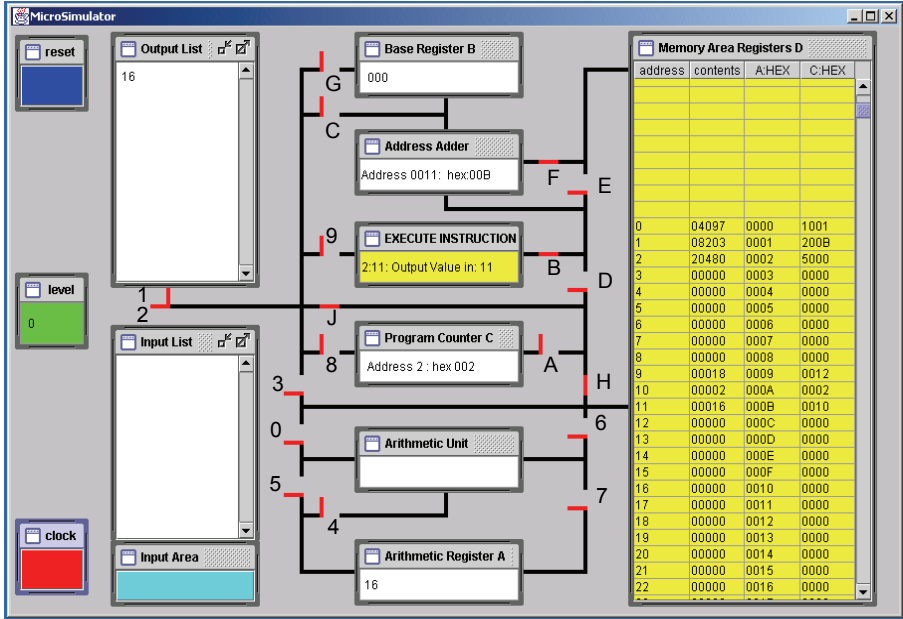 MicroSimulator
reset
Output List
16
level
0
1
2
Input List
clock
Input Area
Base Register B
000
G
C
Address Adder
Address 0011: hex:00B
F
E
9
EXECUTE INSTRUCTION
2:11: Output Value in: 11
B
D
J
Program Counter C
Address 2 : hex 002
8
A
H
3
0
6
Arithmetic Unit
5
7
4
Arithmetic Register A
16
Memory Area Registers D
address contents A:HEX C:HEX
0 04097 0000 1001
1 08203 0001 200B
2 20480 0002 5000
3 00000 0003 0000
4 00000 0004 0000
5 00000 0005 0000
6 00000 0006 0000
7 00000 0007 0000
8 00000 0008 0000
9 00018 0009 0012
10 00002 000A 0002
11 00016 000B 0010
12 00000 000C 0000
13 00000 000D 0000
14 00000 000E 0000
15 00000 000F 0000
16 00000 0010 0000
17 00000 0011 0000
18 00000 0012 0000
19 00000 0013 0000
20 00000 0014 0000
21 00000 0015 0000
22 00000 0016 0000